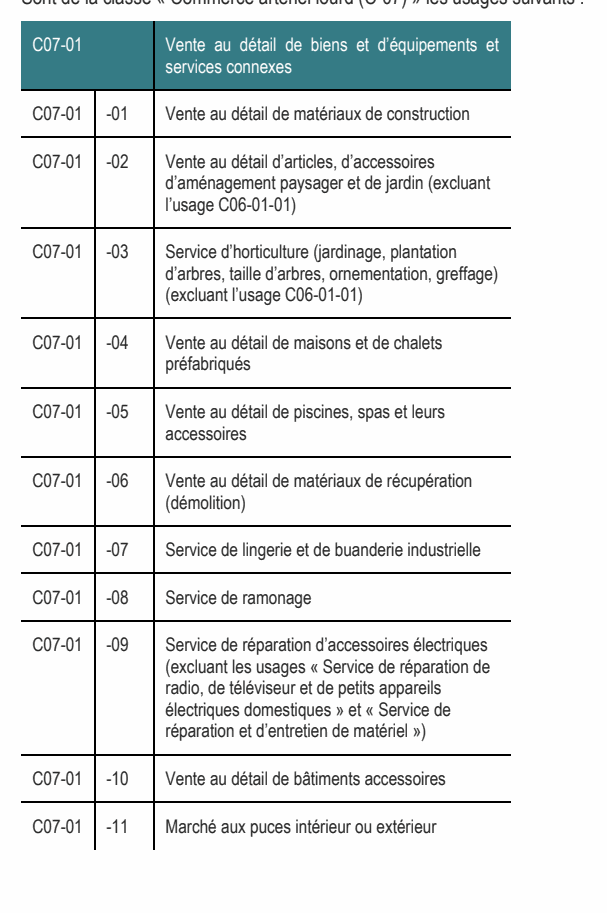 Sont de la classe « Commerce artériel lourd (C-07) » les usages suivants :
C07-01 Vente au détail de biens et d'équipements et
services connexes
C07-01 -01 Vente au détail de matériaux de construction
C07-01 -02 Vente au détail d'articles, d'accessoires
d'aménagement paysager et de jardin (excluant
l'usage C06-01-01)
C07-01 -03 Service d'horticulture (jardinage, plantation
d'arbres, taille d'arbres, ornementation, greffage)
(excluant l'usage C06-01-01)
C07-01 -04 Vente au détail de maisons et de chalets
préfabriqués
C07-01 -05 Vente au détail de piscines, spas et leurs
accessoires
C07-01 -06 Vente au détail de matériaux de récupération
(démolition)
C07-01 -07 Service de lingerie et de buanderie industrielle
C07-01 -08 Service de ramonage
C07-01 -09 Service de réparation d'accessoires électriques
(excluant les usages « Service de réparation de
radio, de téléviseur et de petits appareils
électriques domestiques » et « Service de
réparation et d'entretien de matériel »)
C07-01 -10 Vente au détail de bâtiments accessoires
C07-01 -11 Marché aux puces intérieur ou extérieur